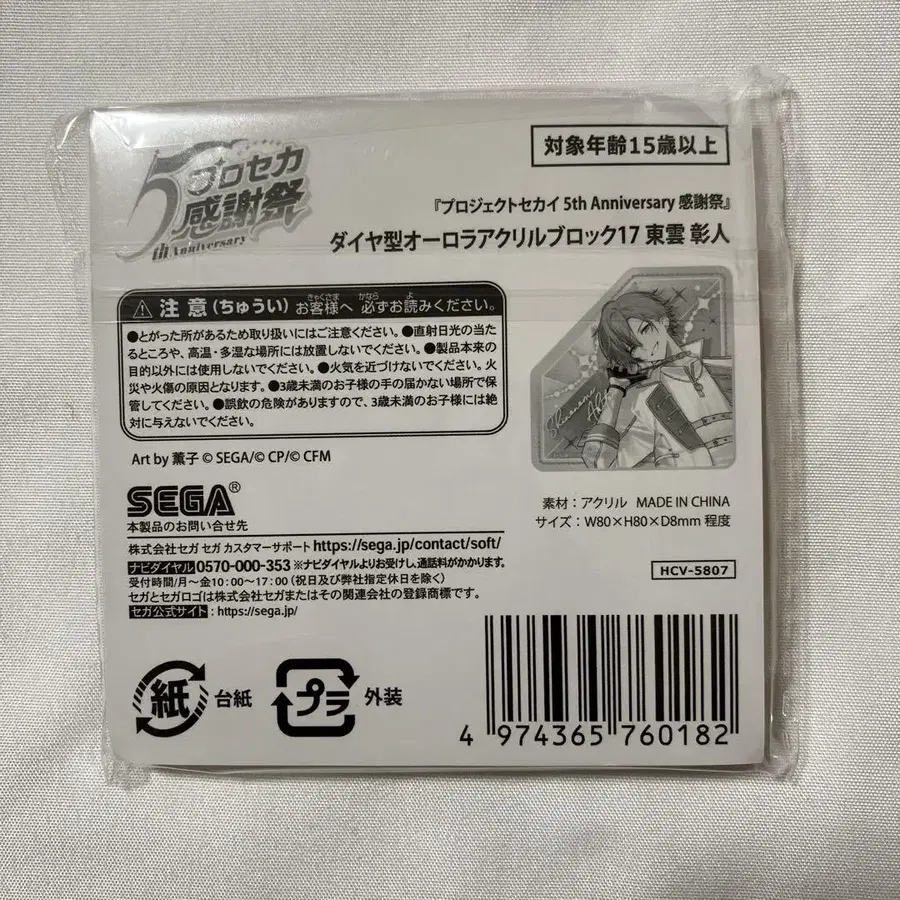 5th Anniversary
プロセカ
感謝祭
対象年齢15歳以上
『プロジェクトセカイ 5th Anniversary 感謝祭』
ダイヤ型オーロラアクリルブロック17 東雲 彰人
注意(ちゅうい) お客様へ 必ずお読みください。
きゃくさま かなら よ
●とがった所があるため取り扱いにはご注意ください。●直射日光の当た
るところや、高温・多湿な場所には放置しないでください。●製品本来の
目的以外には使用しないでください。●火気を近づけないでください。火
災や火傷の原因となります。●3歳未満のお子様の手の届かない場所で保
管してください。●誤飲の危険がありますので、3歳未満のお子様には絶
対に与えないでください。
Shinonome
Akito
Art by 薫子 © SEGA/© CP/© CFM
SEGA®
本製品のお問い合せ先
株式会社セガ セガ カスタマーサポート https://sega.jp/contact/soft/
ナビダイヤル 0570-000-353 ※ナビダイヤルよりお受けし、通話料がかかります。
受付時間/月～金10:00～17:00(祝日及び弊社指定休日を除く)
セガとセガロゴは株式会社セガまたはその関連会社の登録商標です。
セガ公式サイト:https://sega.jp/
素材:アクリル MADE IN CHINA
サイズ:W80×H80×D8mm 程度
HCV-5807
紙 台紙
プラ 外装
4 974365 760182